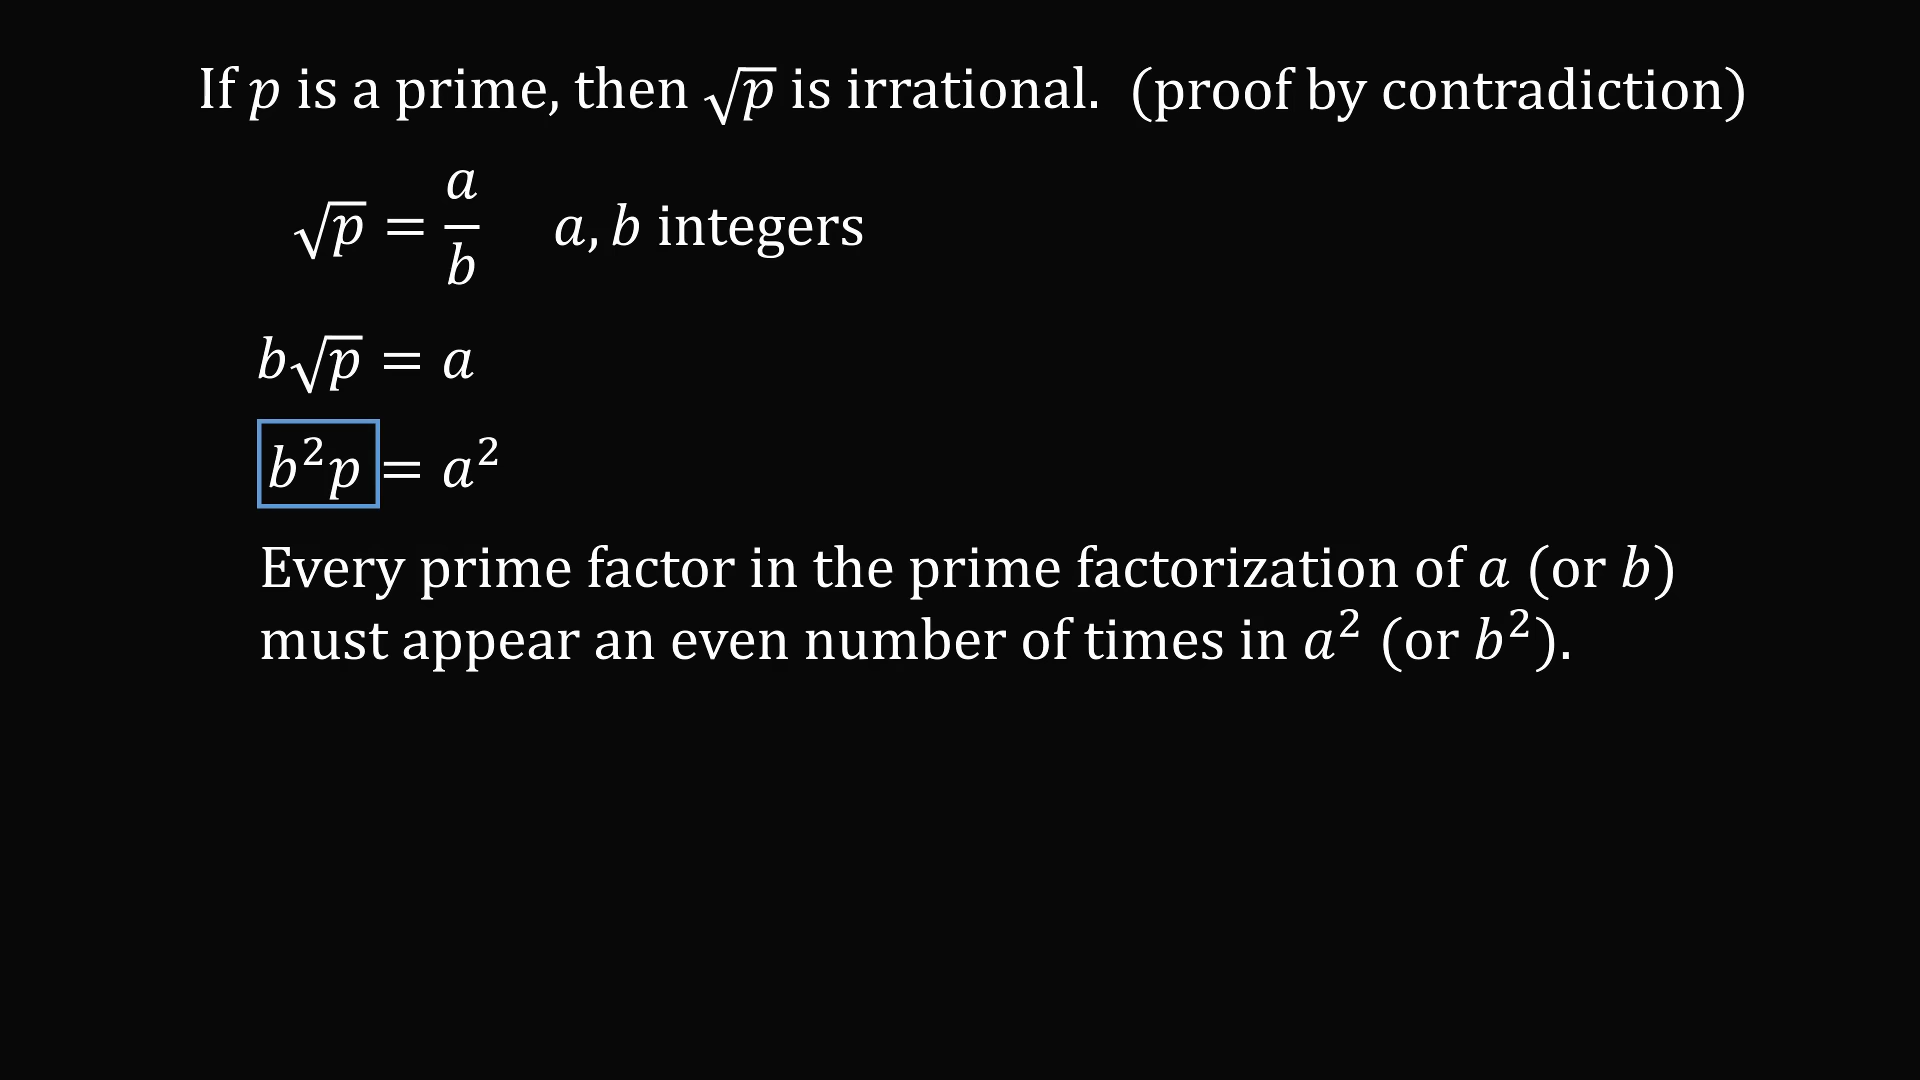 If p is a prime, then √p is irrational. (proof by contradiction)
√p = a/b   a, b integers
b√p = a
b²p = a²
Every prime factor in the prime factorization of a (or b)
must appear an even number of times in a² (or b²).